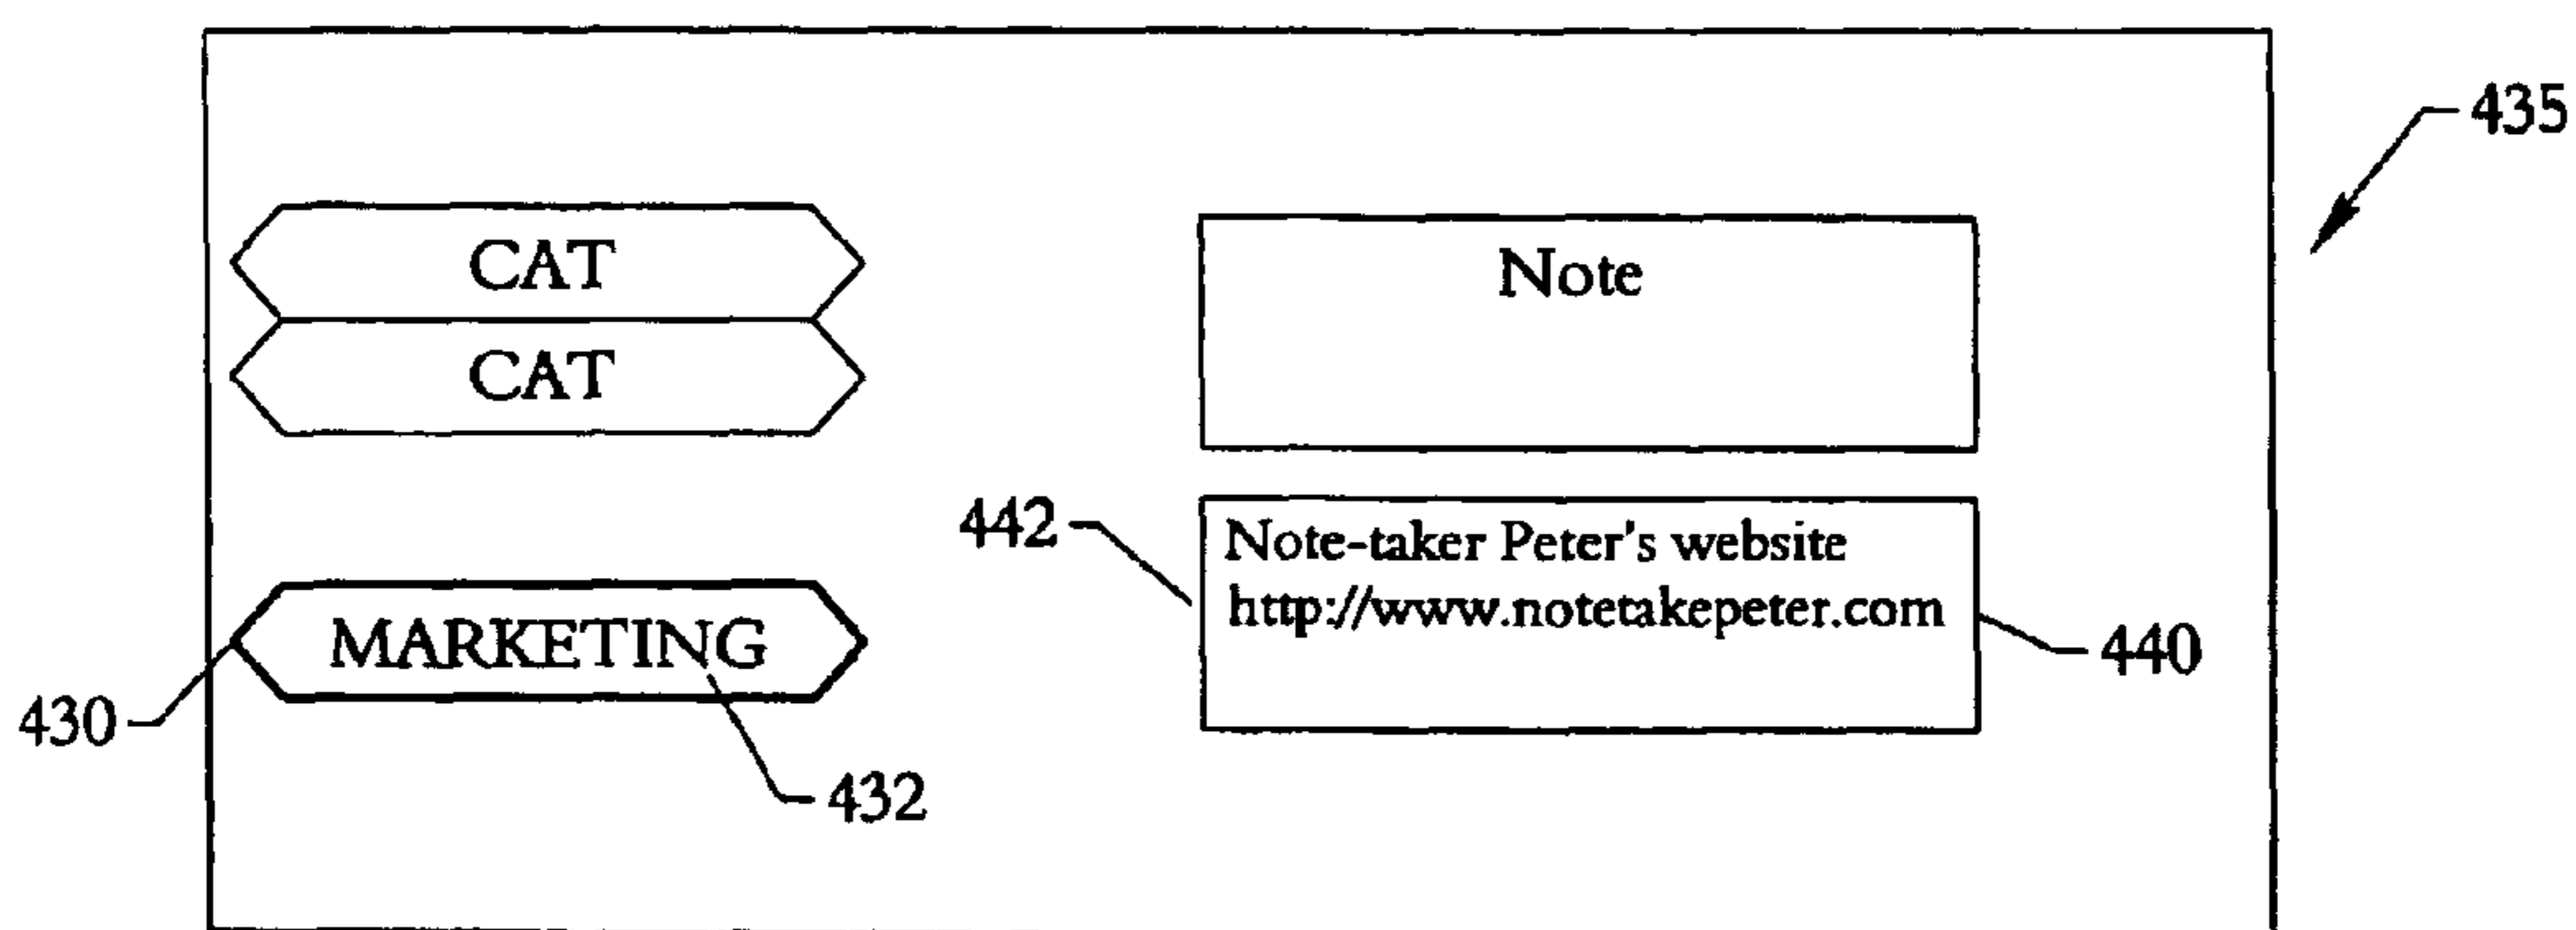 435
CAT
Note
CAT
442
Note-taker Peter's website
http://www.notetakepeter.com
MARKETING
440
430
432